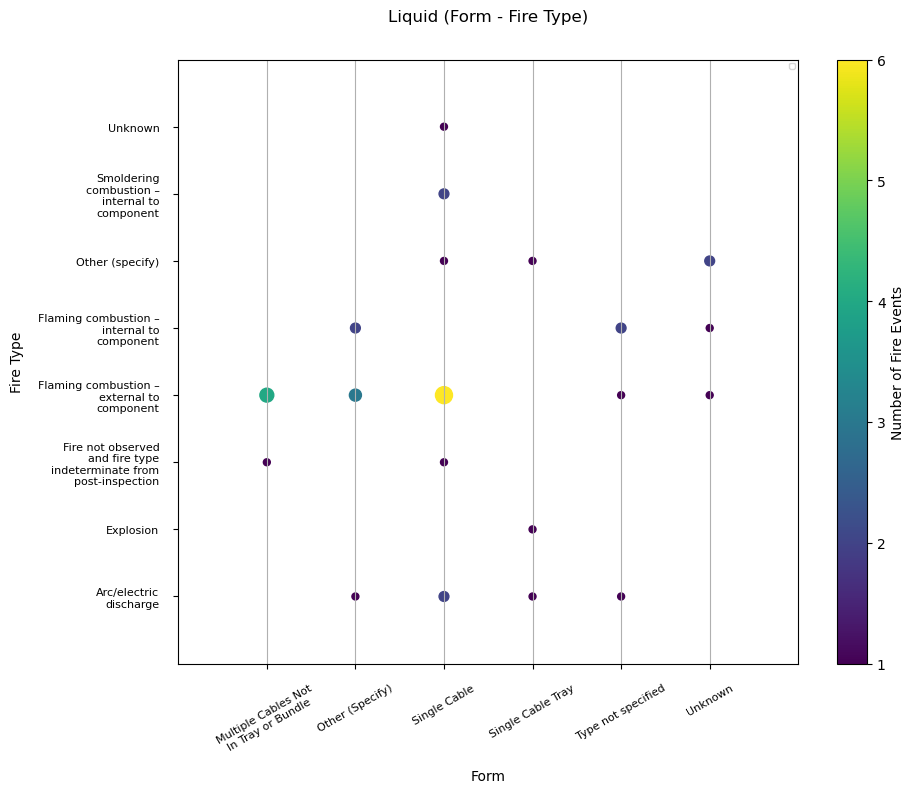 Liquid (Form - Fire Type)
Fire Type
Unknown
Smoldering
combustion –
internal to
component
Other (specify)
Flaming combustion –
internal to
component
Flaming combustion –
external to
component
Fire not observed
and fire type
indeterminate from
post-inspection
Explosion
Arc/electric
discharge
Multiple Cables Not
In Tray or Bundle
Other (Specify)
Single Cable
Single Cable Tray
Type not specified
Unknown
Form
6
5
4
3
2
1
Number of Fire Events